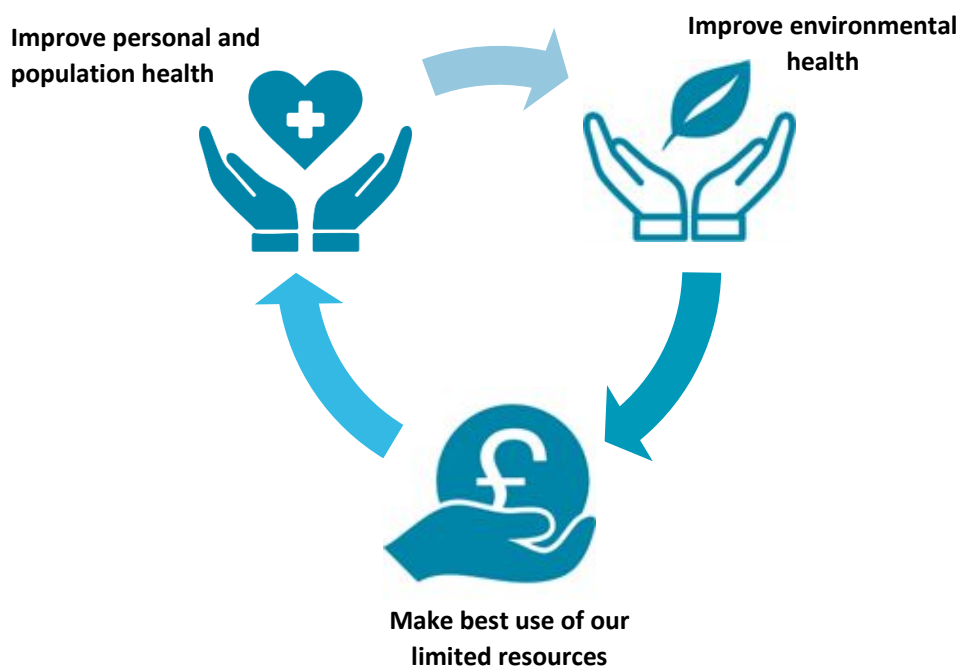 Improve personal and
population health
Improve environmental
health
£
Make best use of our
limited resources